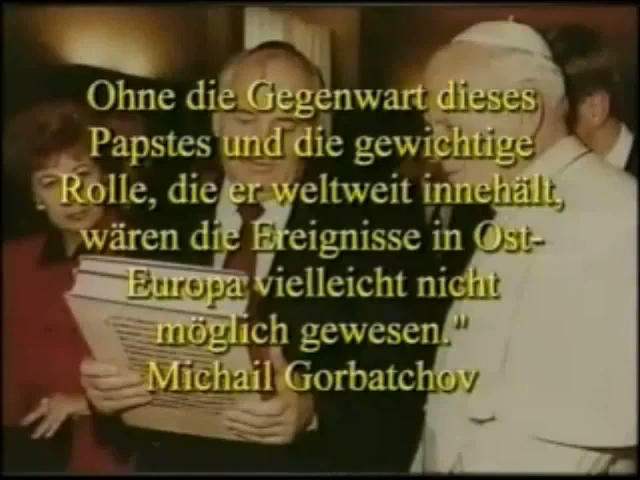 Ohne die Gegenwart dieses
Papstes und die gewichtige
Rolle, die er weltweit innehält,
wären die Ereignisse in Ost-
Europa vielleicht nicht
möglich gewesen."
Michail Gorbatchov